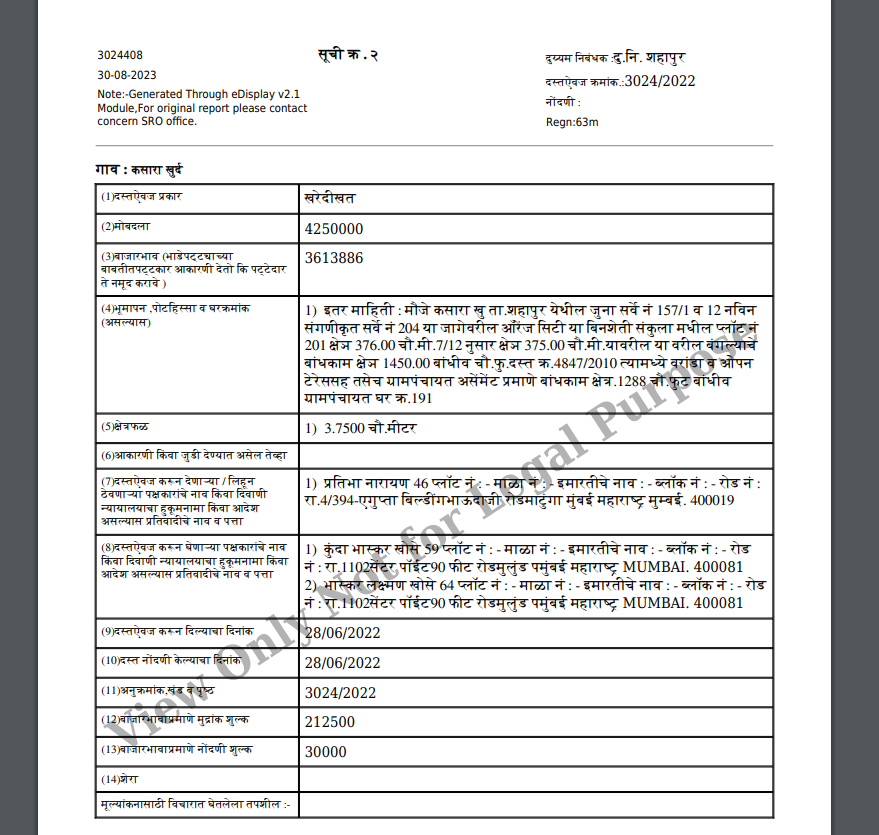 3024408
30-08-2023
Note:-Generated Through eDisplay v2.1
Module,For original report please contact
concern SRO office.
सूची क्र.२
दुय्यम निबंधक :दु.नि. शहापुर
दस्तऐवज क्रमांक.:3024/2022
नोंदणी :
Regn:63m
गाव : कसारा खुर्द
(1)दस्तऐवज प्रकार
खरेदीखत
(2)मोबदला
4250000
(3)बाजारभाव (भाडेपट्ट्याच्या
बाबतीतपट्टकार आकारणी देतो कि पट्टेदार
ते नमूद करावे )
3613886
(4)भूमापन ,पोटहिस्सा व घरक्रमांक
(असल्यास)
1) इतर माहिती : मौजे कसारा खु ता.शहापुर येथील जुना सर्वे नं 157/1 व 12 नविन
संगणीकृत सर्वे नं 204 या जागेवरील ऑरेंज सिटी या बिनशेती संकुला मधील प्लॉट नं
201 क्षेञ 376.00 चौ.मी.7/12 नुसार क्षेञ 375.00 चौ.मी.यावरील या वरील बंगल्याचे
बांधकाम क्षेञ 1450.00 बांधीव चौ.फु.दस्त क्र.4847/2010 त्यामध्ये वरांडा व ओपन
टेरेससह तसेच ग्रामपंचायत असेंमेंट प्रमाणे बांधकाम क्षेत्र.1288 चौ.फुट बांधीव
ग्रामपंचायत घर क्र.191
(5)क्षेत्रफळ
1) 3.7500 चौ.मीटर
(6)आकारणी किंवा जुडी देण्यात असेल तेव्हा
(7)दस्तऐवज करून देणाऱ्या / लिहून
ठेवणाऱ्या पक्षकारांचे नाव किंवा दिवाणी
न्यायालयाचा हुकूमनामा किंवा आदेश
असल्यास प्रतिवादीचे नाव व पत्ता
1) प्रतिभा नारायण 46 प्लॉट नं : - माळा नं : - इमारतीचे नाव : - ब्लॉक नं : - रोड नं :
रा.4/394-एगुप्ता बिल्डींगभाऊदाजी रोडमाटुंगा मुंबई महाराष्ट्र मुम्बई. 400019
(8)दस्तऐवज करून घेणाऱ्या पक्षकारांचे नाव
किंवा दिवाणी न्यायालयाचा हुकूमनामा किंवा
आदेश असल्यास प्रतिवादीचे नाव व पत्ता
1) कुंदा भास्कर खोसे 59 प्लॉट नं : - माळा नं : - इमारतीचे नाव : - ब्लॉक नं : - रोड
नं : रा.1102सेंटर पॉईट90 फीट रोडमुलुंड पमुंबई महाराष्ट्र MUMBAI. 400081
2) भास्कर लक्ष्मण खोसे 64 प्लॉट नं : - माळा नं : - इमारतीचे नाव : - ब्लॉक नं : - रोड
नं : रा.1102सेंटर पॉईट90 फीट रोडमुलुंड पमुंबई महाराष्ट्र MUMBAI. 400081
(9)दस्तऐवज करून दिल्याचा दिनांक
28/06/2022
(10)दस्त नोंदणी केल्याचा दिनांक
28/06/2022
(11)अनुक्रमांक,खंड व पृष्ठ
3024/2022
(12)बाजारभावाप्रमाणे मुद्रांक शुल्क
212500
(13)बाजारभावाप्रमाणे नोंदणी शुल्क
30000
(14)शेरा
मूल्यांकनासाठी विचारात घेतलेला तपशील :-
View Only Not for Legal Purpose